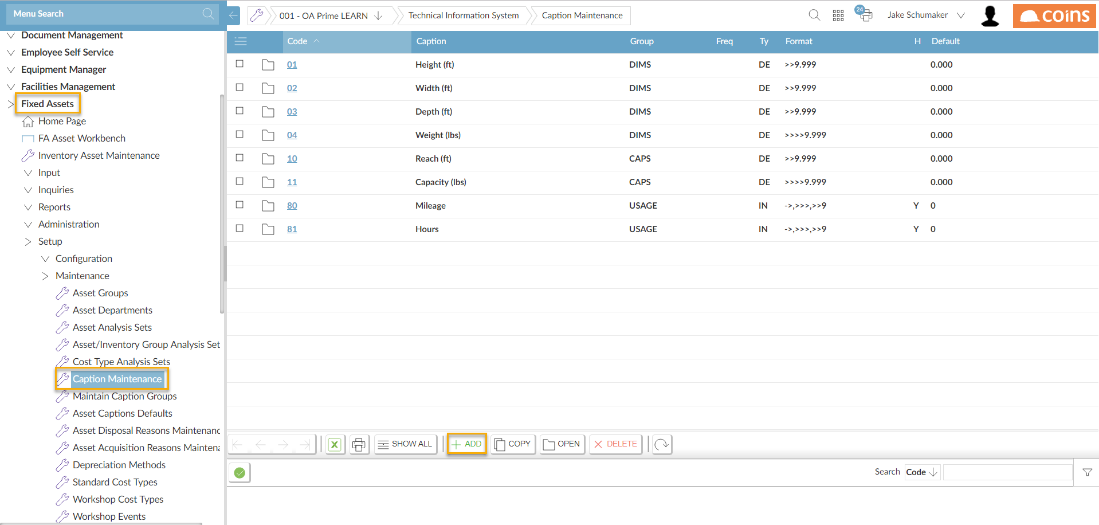 Menu Search
001 - OA Prime LEARN
Technical Information System
Caption Maintenance
24
Jake Schumaker
coins
Document Management
Employee Self Service
Equipment Manager
Facilities Management
Fixed Assets
Home Page
FA Asset Workbench
Inventory Asset Maintenance
Input
Inquiries
Reports
Administration
Setup
Configuration
Maintenance
Asset Groups
Asset Departments
Asset Analysis Sets
Asset/Inventory Group Analysis Set
Cost Type Analysis Sets
Caption Maintenance
Maintain Caption Groups
Asset Captions Defaults
Asset Disposal Reasons Maintenanc
Asset Acquisition Reasons Maintena
Depreciation Methods
Standard Cost Types
Workshop Cost Types
Workshop Events
Code Caption Group Freq Ty Format H Default
01 Height (ft) DIMS DE >>9.999 0.000
02 Width (ft) DIMS DE >>9.999 0.000
03 Depth (ft) DIMS DE >>9.999 0.000
04 Weight (lbs) DIMS DE >>>>9.999 0.000
10 Reach (ft) CAPS DE >>9.999 0.000
11 Capacity (lbs) CAPS DE >>>>9.999 0.000
80 Mileage USAGE IN ->,>>>,>>9 Y 0
81 Hours USAGE IN ->,>>>,>>9 Y 0
SHOW ALL ADD COPY OPEN DELETE
Search Code